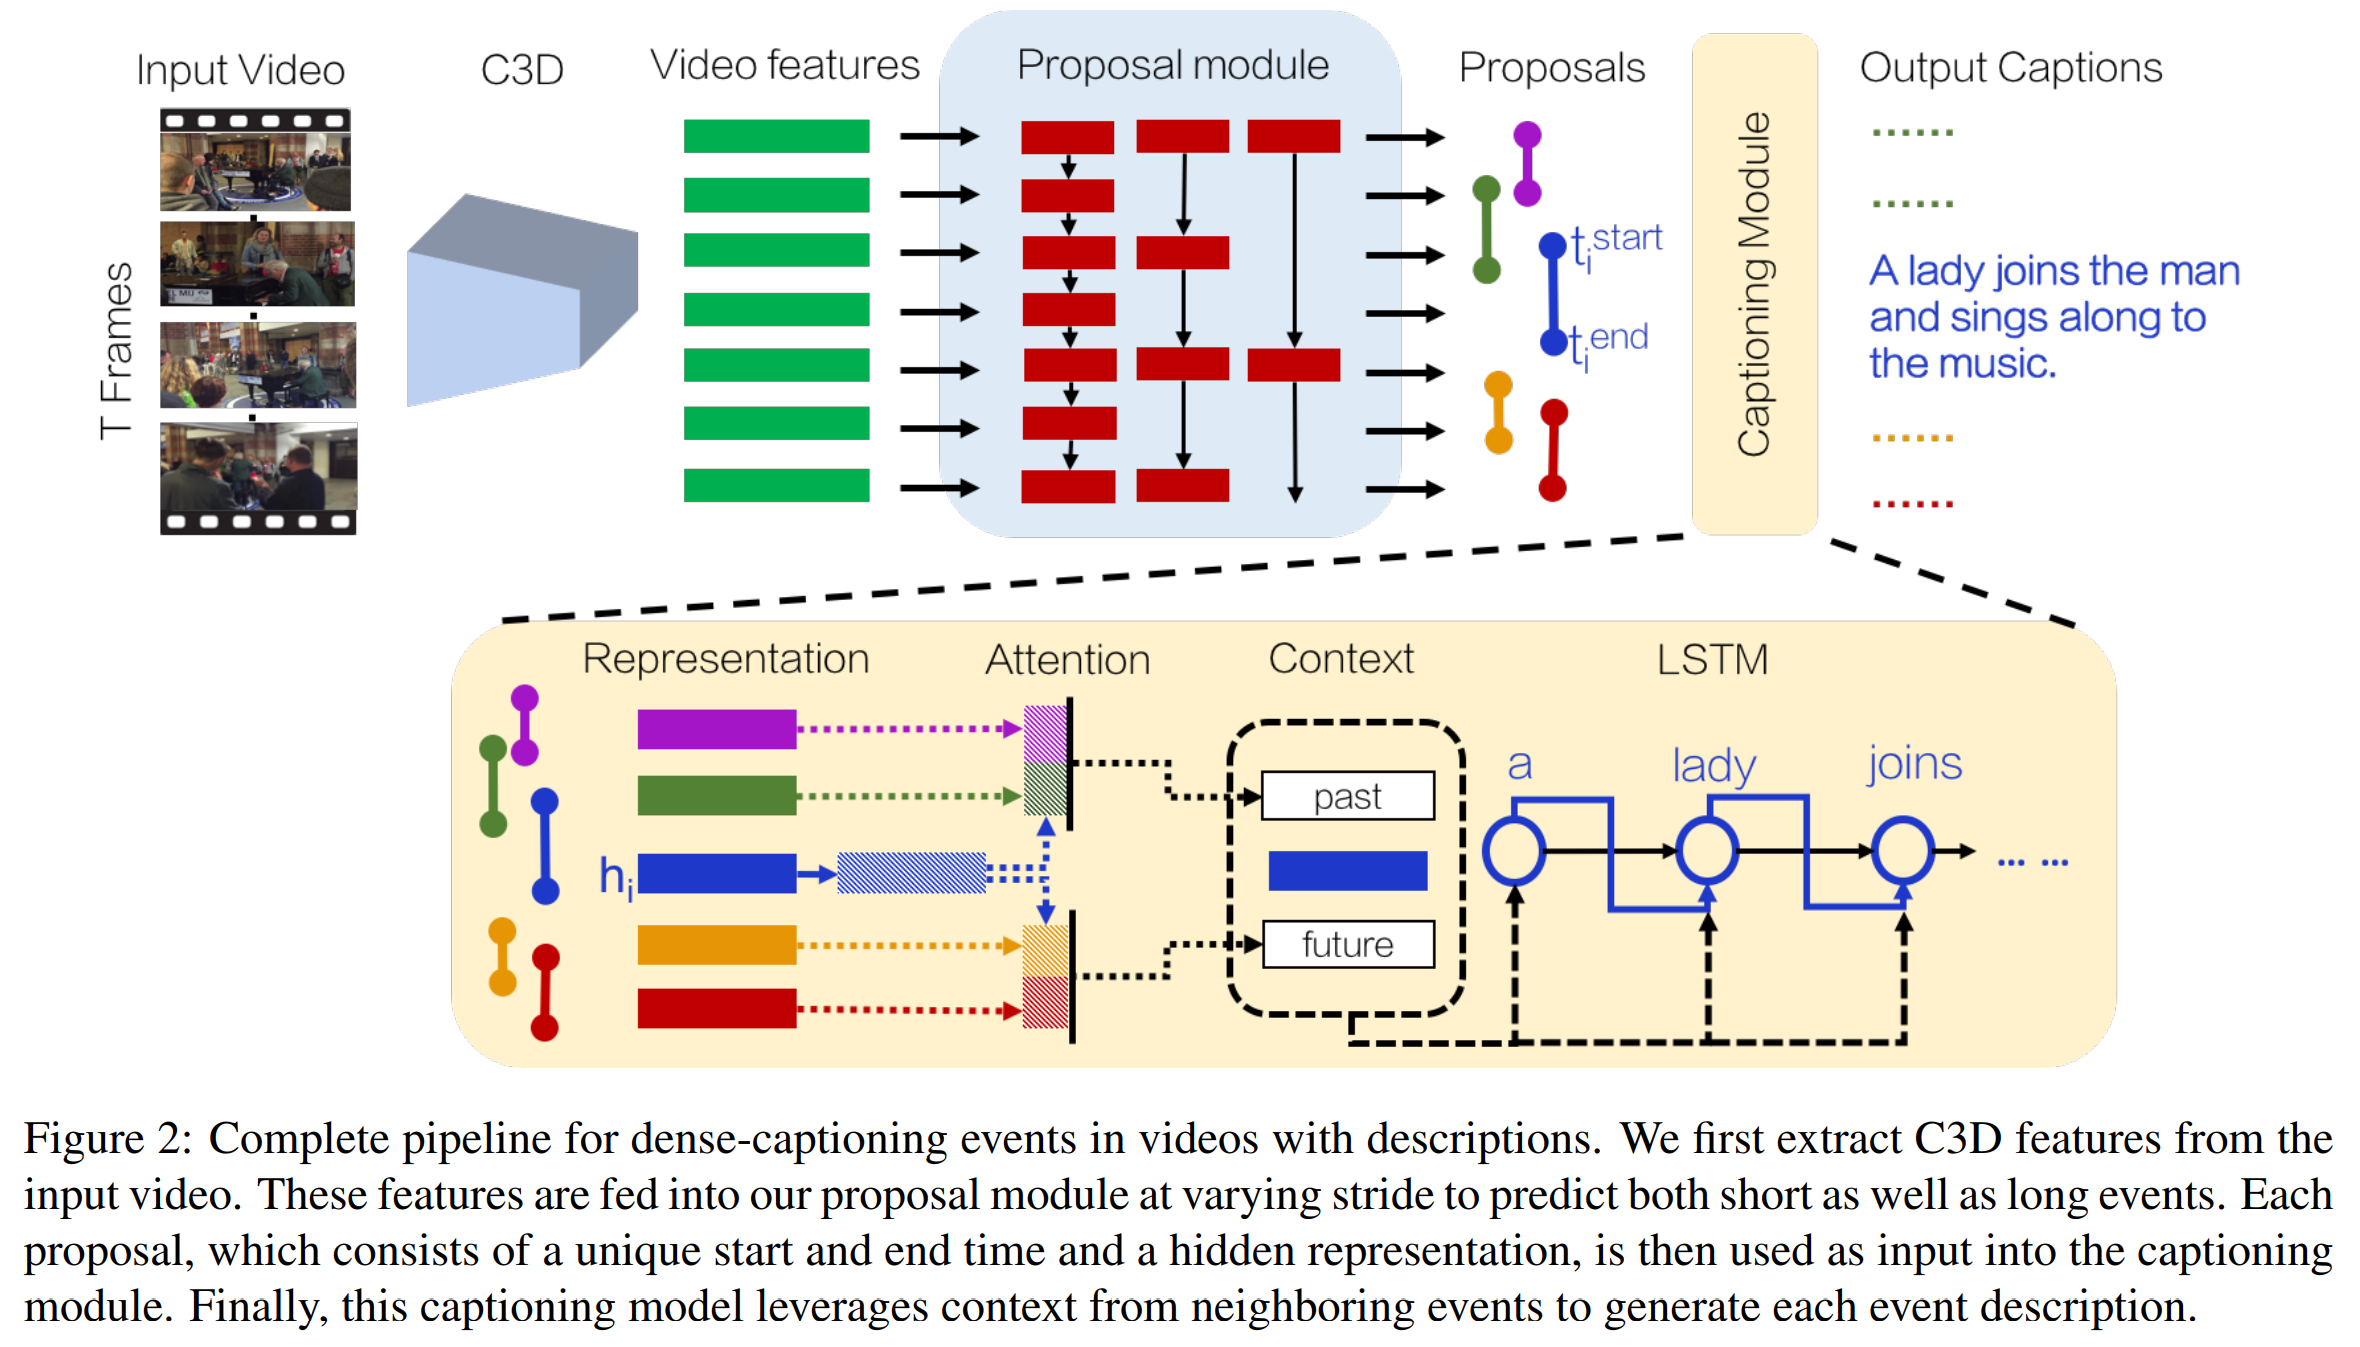 Input Video
C3D
Video features
Proposal module
Proposals
Captioning Module
Output Captions
T Frames
t_i^start
t_i^end
......
......
A lady joins the man
and sings along to
the music.
......
......
Representation
Attention
Context
LSTM
h_i
past
future
a
lady
joins
... ...
Figure 2: Complete pipeline for dense-captioning events in videos with descriptions. We first extract C3D features from the
input video. These features are fed into our proposal module at varying stride to predict both short as well as long events. Each
proposal, which consists of a unique start and end time and a hidden representation, is then used as input into the captioning
module. Finally, this captioning model leverages context from neighboring events to generate each event description.